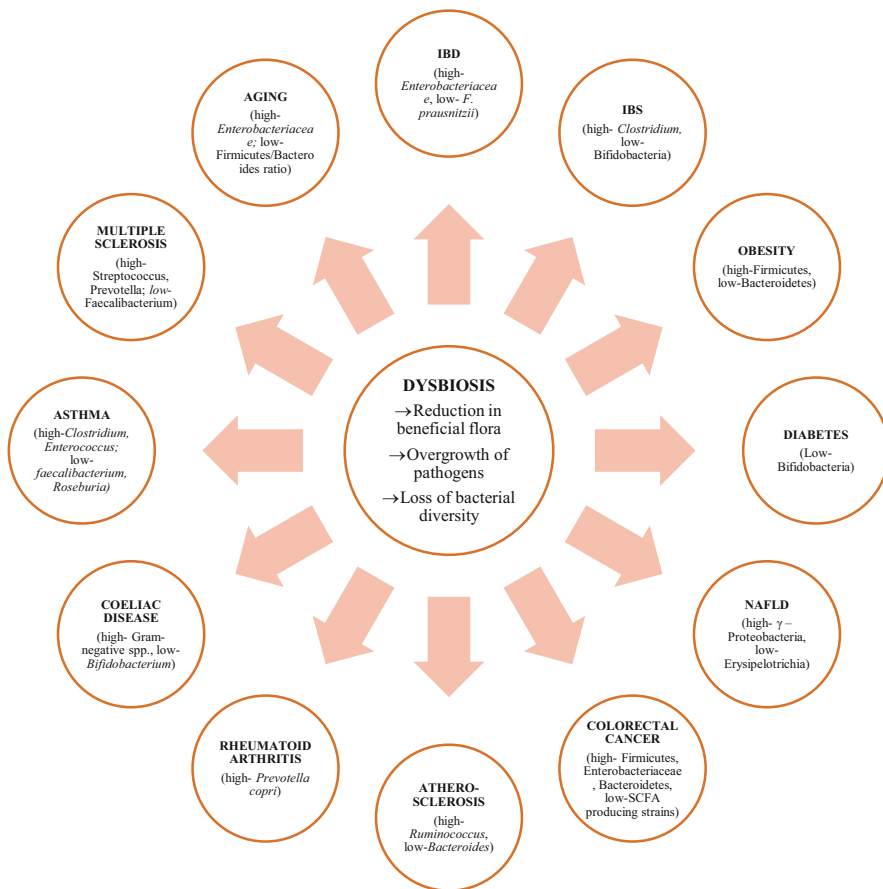 IBD
(high-
Enterobacteriacea
e, low- F.
prausnitzii)
IBS
(high- Clostridium,
low-
Bifidobacteria)
OBESITY
(high-Firmicutes,
low-Bacteroidetes)
DIABETES
(Low-
Bifidobacteria)
NAFLD
(high- γ –
Proteobacteria,
low-
Erysipelotrichia)
COLORECTAL
CANCER
(high- Firmicutes,
Enterobacteriaceae
, Bacteroidetes,
low-SCFA
producing strains)
ATHERO-
SCLEROSIS
(high-
Ruminococcus,
low-Bacteroides)
RHEUMATOID
ARTHRITIS
(high- Prevotella
copri)
COELIAC
DISEASE
(high- Gram-
negative spp., low-
Bifidobacterium)
ASTHMA
(high-Clostridium,
Enterococcus;
low-
faecalibacterium,
Roseburia)
MULTIPLE
SCLEROSIS
(high-
Streptococcus,
Prevotella; low-
Faecalibacterium)
AGING
(high-
Enterobacteriacea
e; low-
Firmicutes/Bactero
ides ratio)
DYSBIOSIS
→Reduction in
beneficial flora
→Overgrowth of
pathogens
→Loss of bacterial
diversity